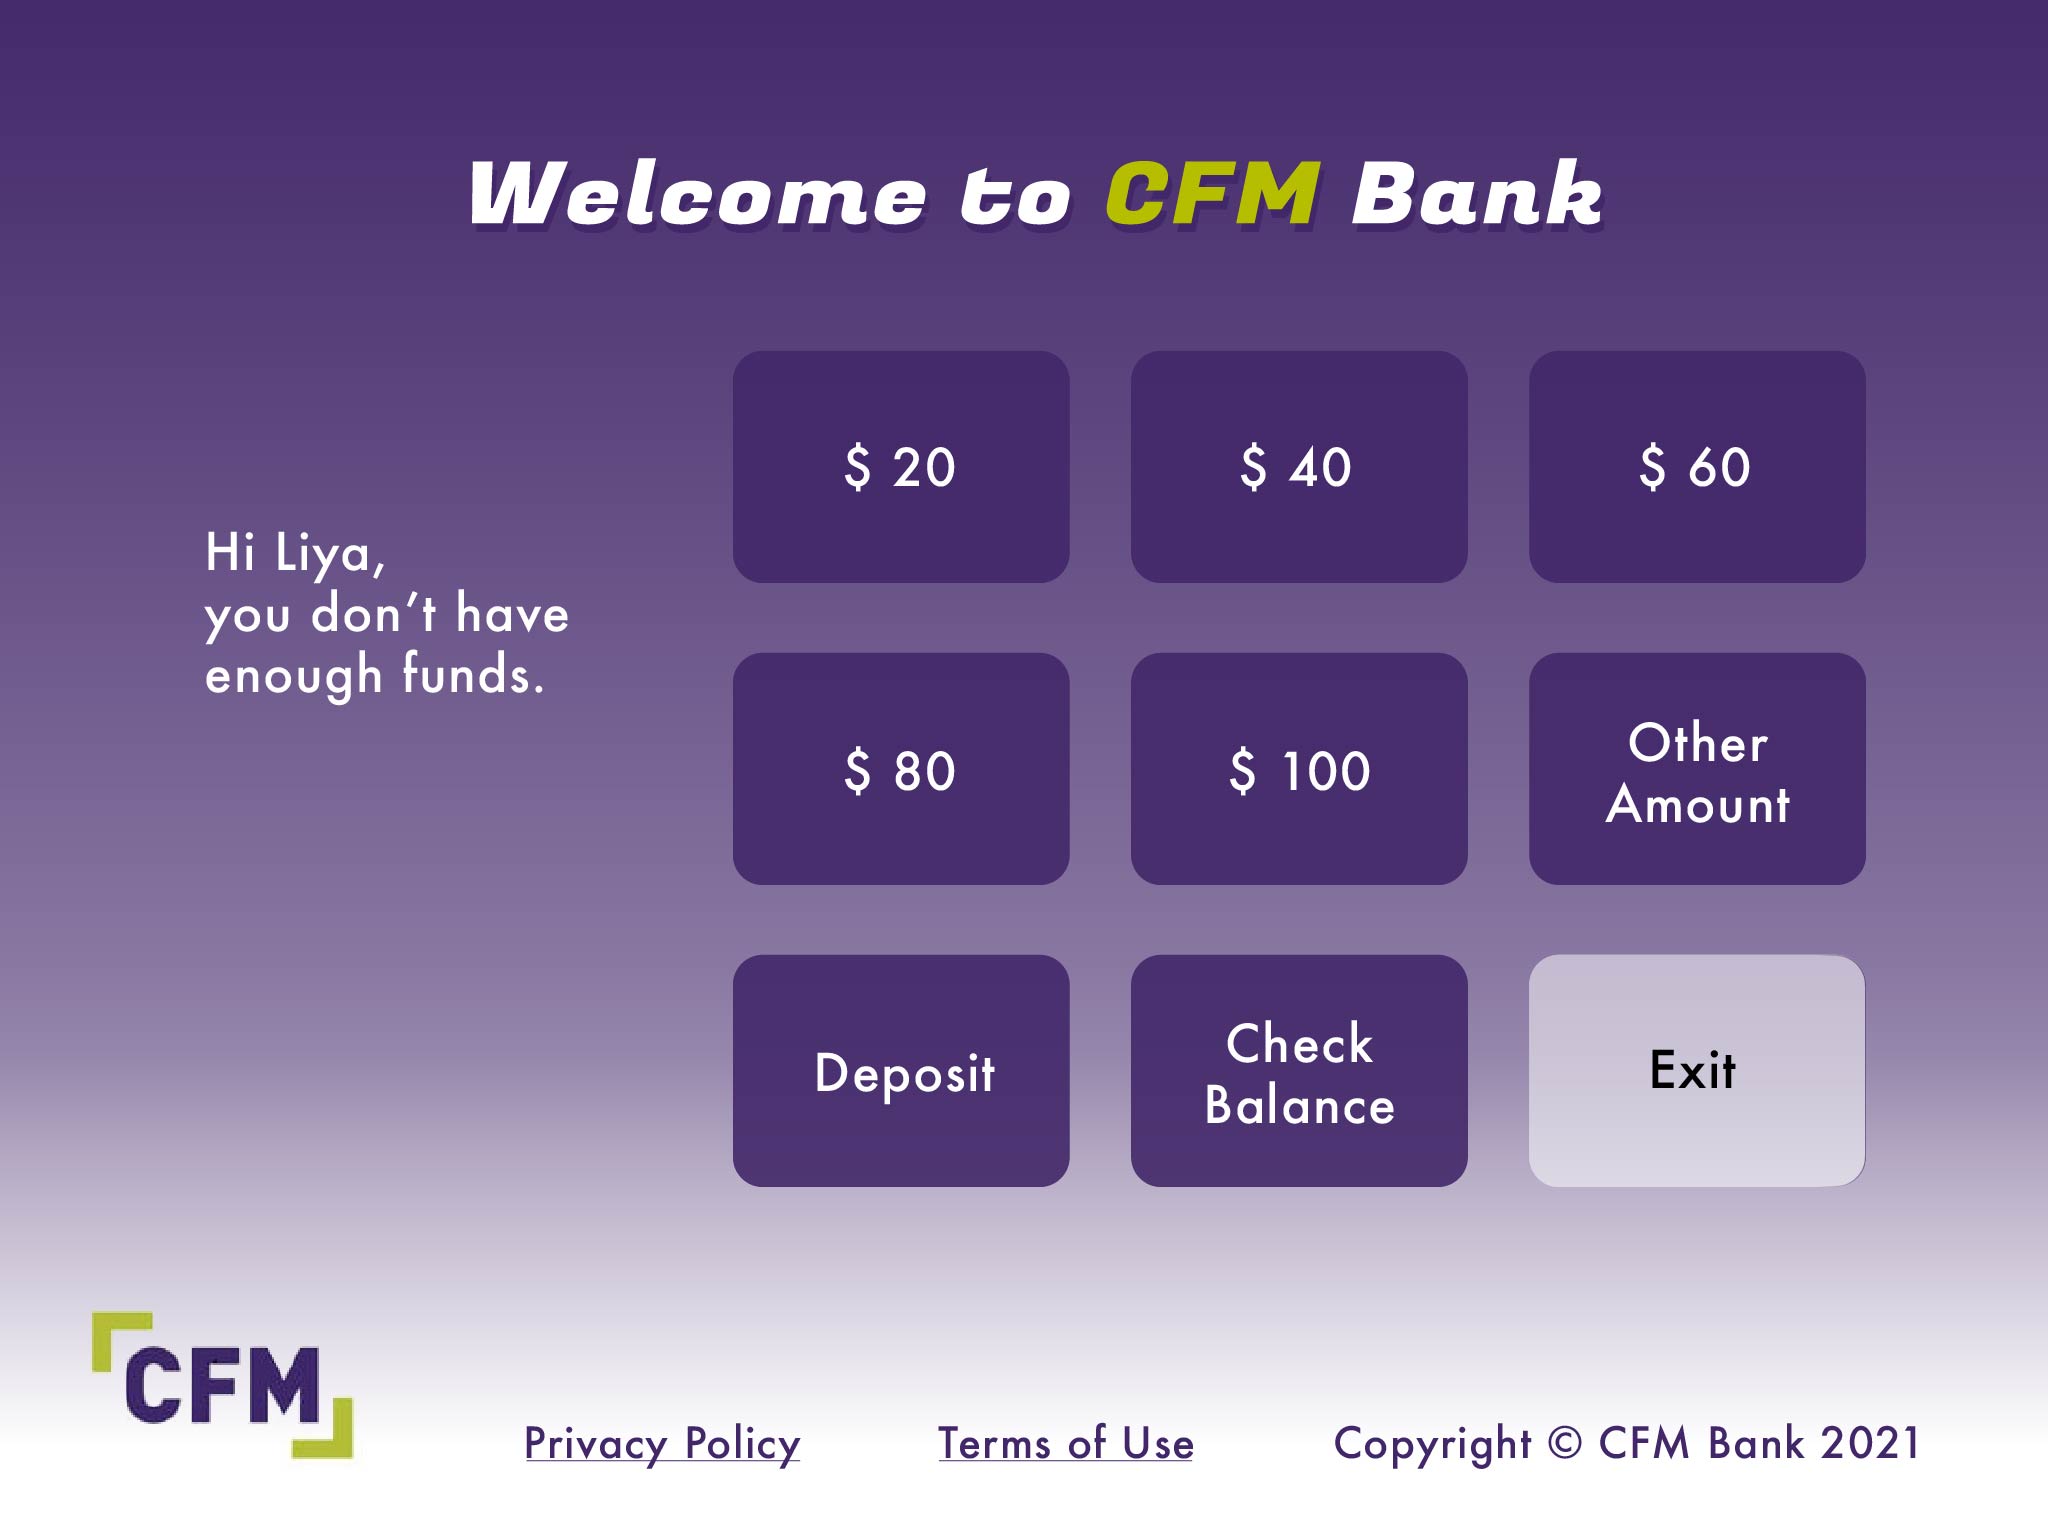 Welcome to CFM Bank
Hi Liya,
you don’t have
enough funds.
$ 20
$ 40
$ 60
$ 80
$ 100
Other
Amount
Deposit
Check
Balance
Exit
CFM
Privacy Policy
Terms of Use
Copyright © CFM Bank 2021